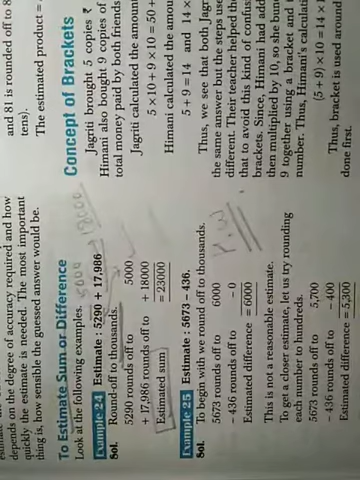 depends on the degree of accuracy required and how
quickly the estimate is needed. The most important
thing is, how sensible the guessed answer would be.
To Estimate Sum or Difference
Look at the following examples.
5000 18000
Example 24 Estimate : 5290 + 17,986
Sol. Round-off to thousands.
5290 rounds off to 5000
+ 17,986 rounds off to + 18000
Estimated sum = 23000
Example 25 Estimate : 5673 – 436.
Sol. To begin with we round off to thousands.
5673 rounds off to 6000
– 436 rounds off to – 0
Estimated difference = 6000
This is not a reasonable estimate.
To get a closer estimate, let us try rounding
each number to hundreds.
5673 rounds off to 5,700
– 436 rounds off to – 400
Estimated difference = 5,300
and 81 is rounded off to 8
tens).
The estimated product =
Concept of Brackets
Jagriti brought 5 copies ₹
Himani also bought 9 copies of
total money paid by both friends
Jagriti calculated the amount
5 × 10 + 9 × 10 = 50 +
Himani calculated the amou
5 + 9 = 14 and 14 ×
Thus, we see that both Jagr
the same answer but the steps use
different. Their teacher helped the
that to avoid this kind of confus
brackets. Since, Himani had add
then multiplied by 10, so she bun
9 together using a bracket and
number. Thus, Himani's calculati
(5 + 9) × 10 = 14 ×
Thus, bracket is used around
done first.